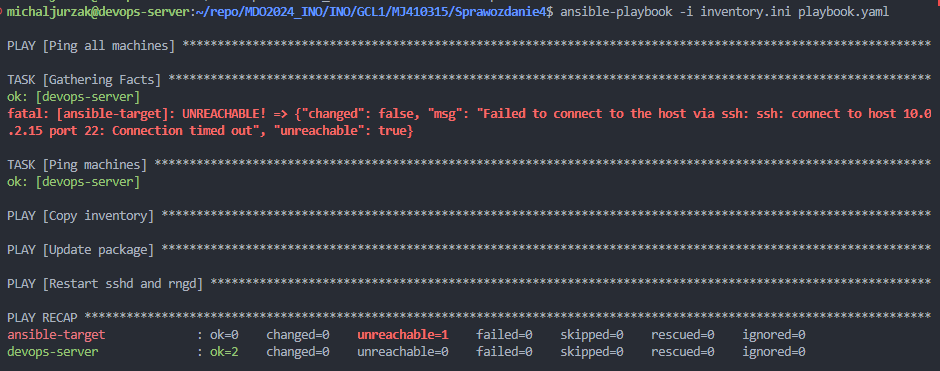 michaljurzak@devops-server:~/repo/MDO2024_INO/INO/GCL1/MJ410315/Sprawozdanie4$ ansible-playbook -i inventory.ini playbook.yaml
PLAY [Ping all machines] ****************************************************************************************************
TASK [Gathering Facts] ******************************************************************************************************
ok: [devops-server]
fatal: [ansible-target]: UNREACHABLE! => {"changed": false, "msg": "Failed to connect to the host via ssh: ssh: connect to host 10.0
.2.15 port 22: Connection timed out", "unreachable": true}
TASK [Ping machines] ********************************************************************************************************
ok: [devops-server]
PLAY [Copy inventory] *******************************************************************************************************
PLAY [Update package] *******************************************************************************************************
PLAY [Restart sshd and rngd] ************************************************************************************************
PLAY RECAP ******************************************************************************************************************
ansible-target : ok=0 changed=0 unreachable=1 failed=0 skipped=0 rescued=0 ignored=0
devops-server : ok=2 changed=0 unreachable=0 failed=0 skipped=0 rescued=0 ignored=0